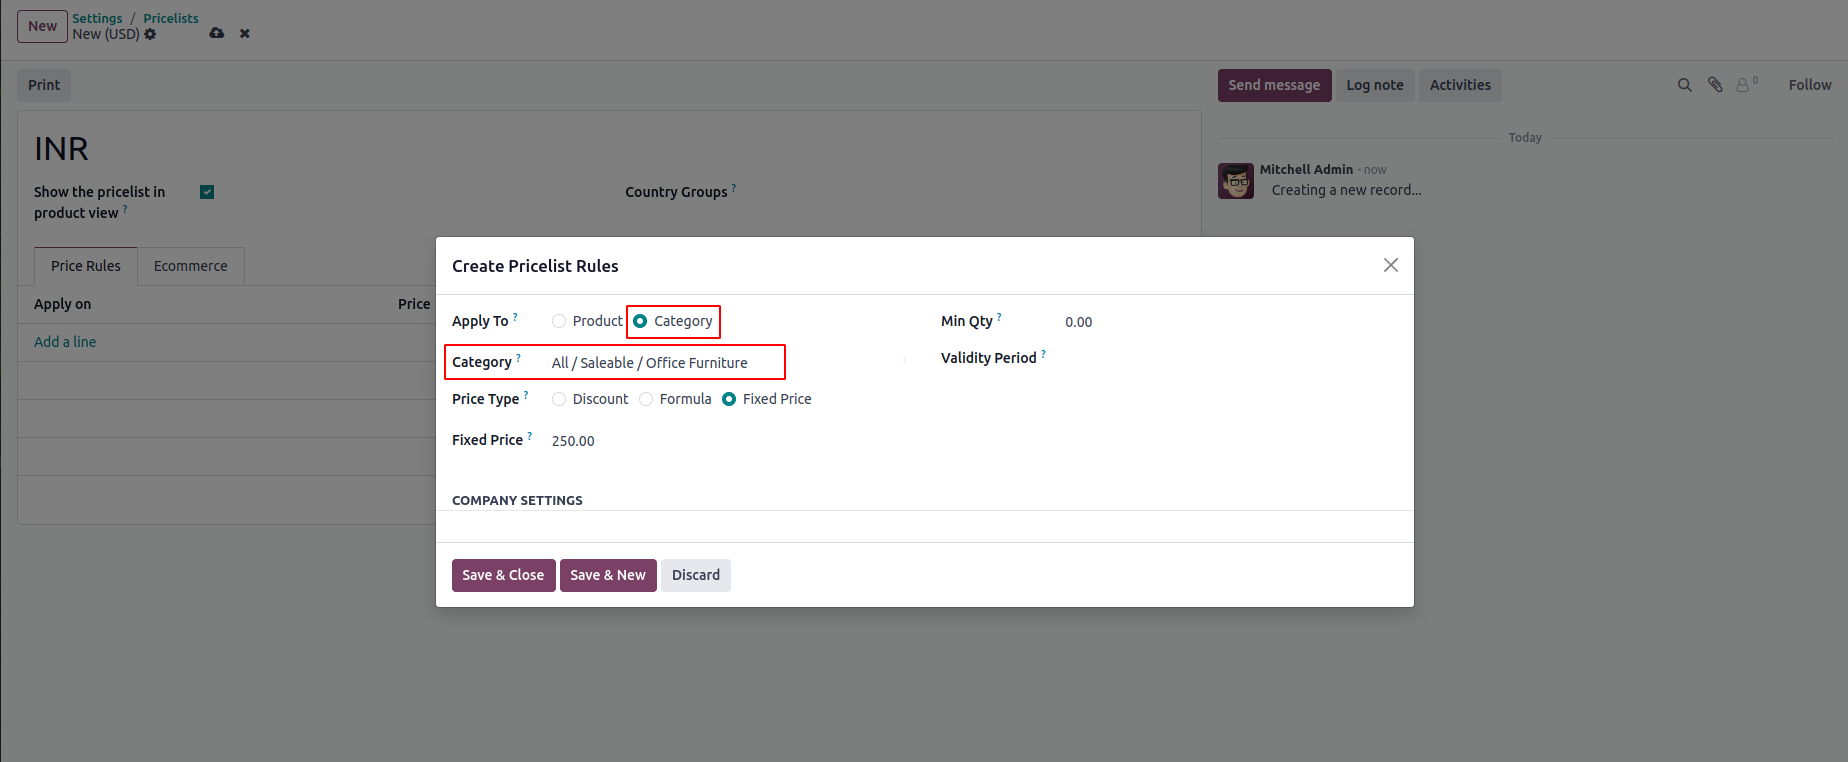 New
Settings / Pricelists
New (USD)
Print
Send message
Log note
Activities
0
Follow
INR
Show the pricelist in
product view ?
Country Groups ?
Today
Mitchell Admin - now
Creating a new record...
Price Rules
Ecommerce
Apply on
Price
Add a line
Create Pricelist Rules
Apply To ?
Product
Category
Min Qty ?
0.00
Category ?
All / Saleable / Office Furniture
Validity Period ?
Price Type ?
Discount
Formula
Fixed Price
Fixed Price ?
250.00
COMPANY SETTINGS
Save & Close
Save & New
Discard